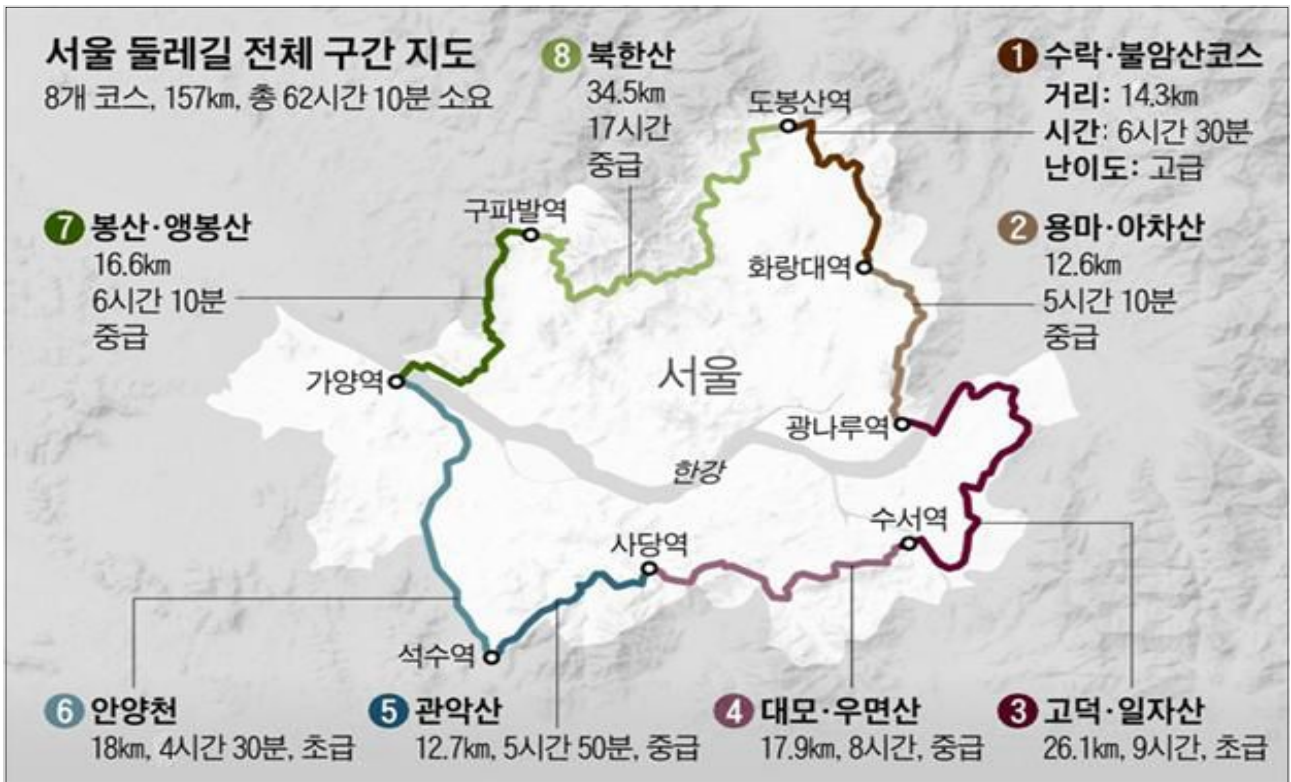 서울 둘레길 전체 구간 지도
8개 코스, 157㎞, 총 62시간 10분 소요
8 북한산
34.5㎞
17시간
중급
1 수락·불암산코스
거리: 14.3㎞
시간: 6시간 30분
난이도: 고급
도봉산역
7 봉산·앵봉산
16.6㎞
6시간 10분
중급
구파발역
화랑대역
2 용마·아차산
12.6㎞
5시간 10분
중급
가양역
서울
광나루역
한강
수서역
사당역
석수역
6 안양천
18㎞, 4시간 30분, 초급
5 관악산
12.7㎞, 5시간 50분, 중급
4 대모·우면산
17.9㎞, 8시간, 중급
3 고덕·일자산
26.1㎞, 9시간, 초급